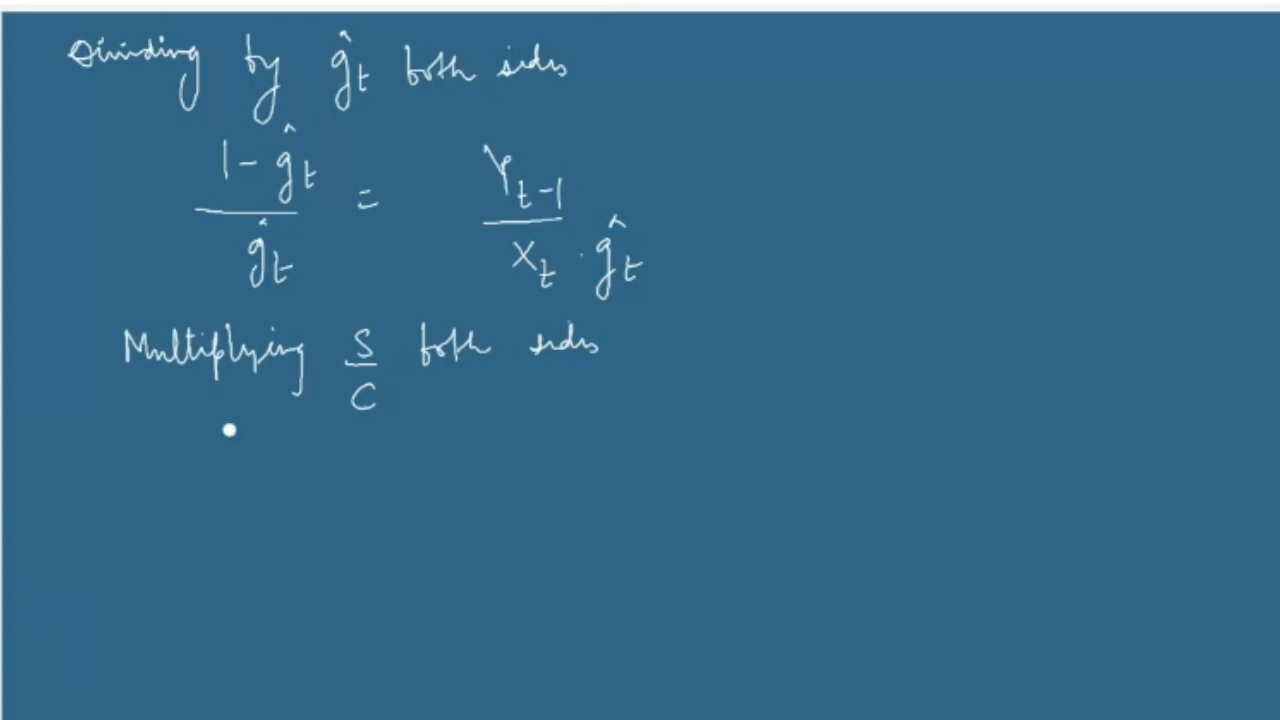 Dividing by ĝt both sides
1 - ĝt / ĝt = Yt-1 / Xt · ĝt
Multiplying S/C both sides